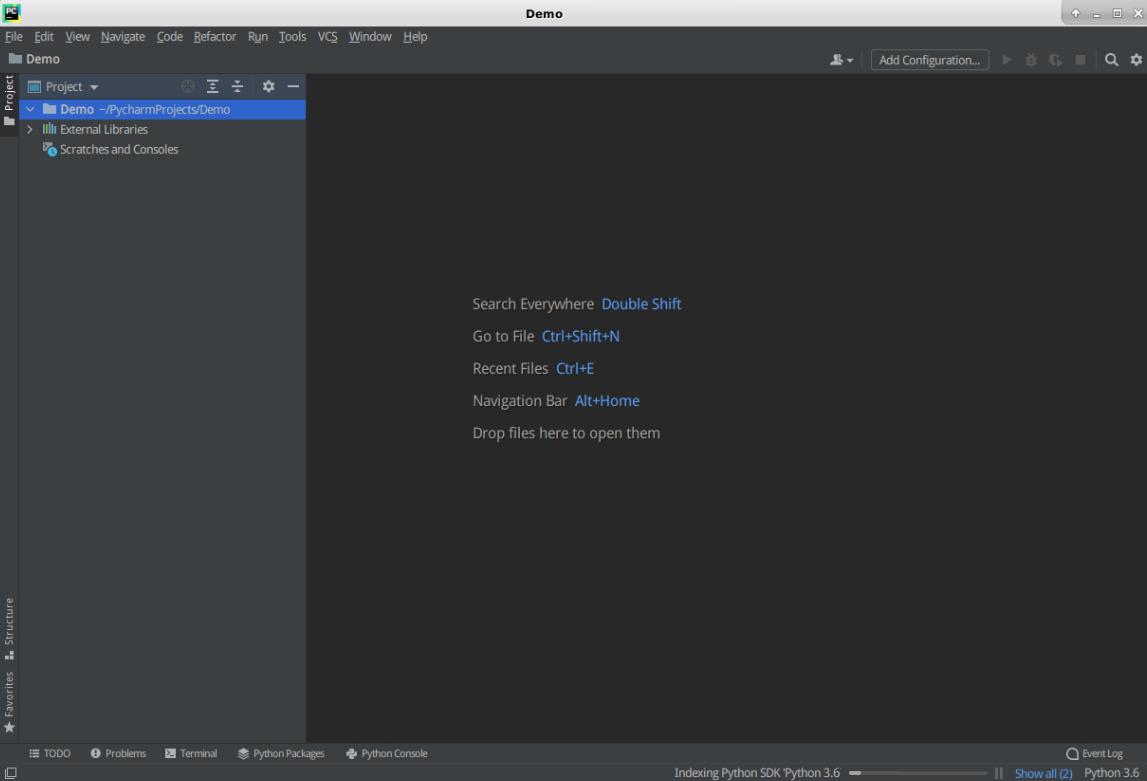 PC
Demo
File Edit View Navigate Code Refactor Run Tools VCS Window Help
Demo
Add Configuration...
Project
Project
Demo ~/PycharmProjects/Demo
External Libraries
Scratches and Consoles
Search Everywhere Double Shift
Go to File Ctrl+Shift+N
Recent Files Ctrl+E
Navigation Bar Alt+Home
Drop files here to open them
Structure
Favorites
TODO Problems Terminal Python Packages Python Console Event Log
Indexing Python SDK 'Python 3.6' Show all (2) Python 3.6